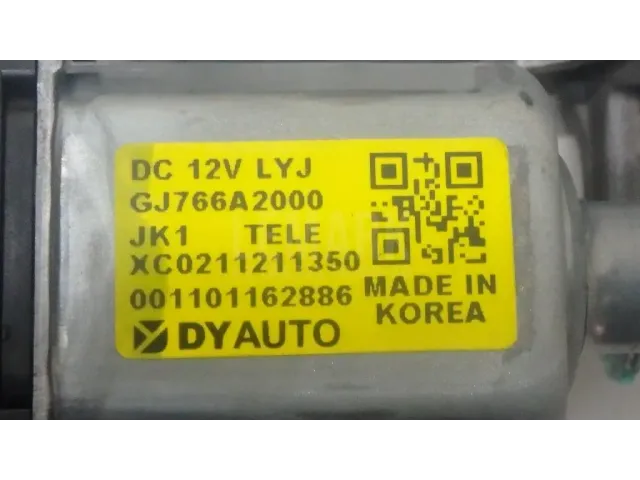 DC 12V LYJ
GJ766A2000
JK1 TELE
XC0211211350
001101162886
MADE IN
KOREA
DYAUTO